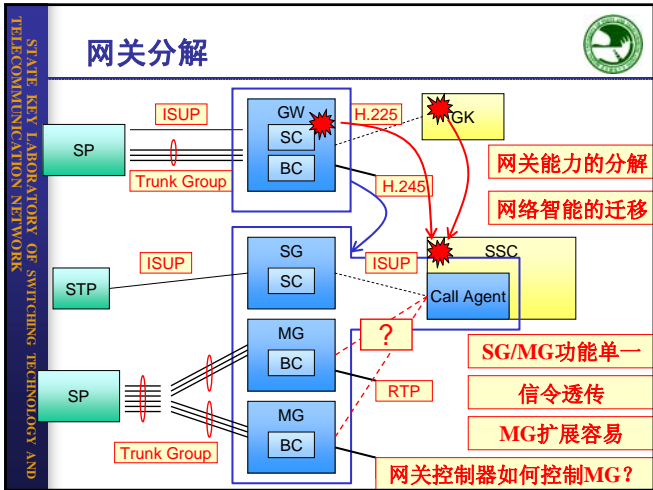 网关分解
STATE KEY LABORATORY OF SWITCHING TECHNOLOGY AND
TELECOMMUNICATION NETWORK
ISUP
SP
Trunk Group
GW
SC
BC
H.225
H.245
GK
网关能力的分解
网络智能的迁移
STP
ISUP
SG
SC
ISUP
SSC
Call Agent
?
MG
BC
RTP
SP
Trunk Group
MG
BC
SG/MG功能单一
信令透传
MG扩展容易
网关控制器如何控制MG?